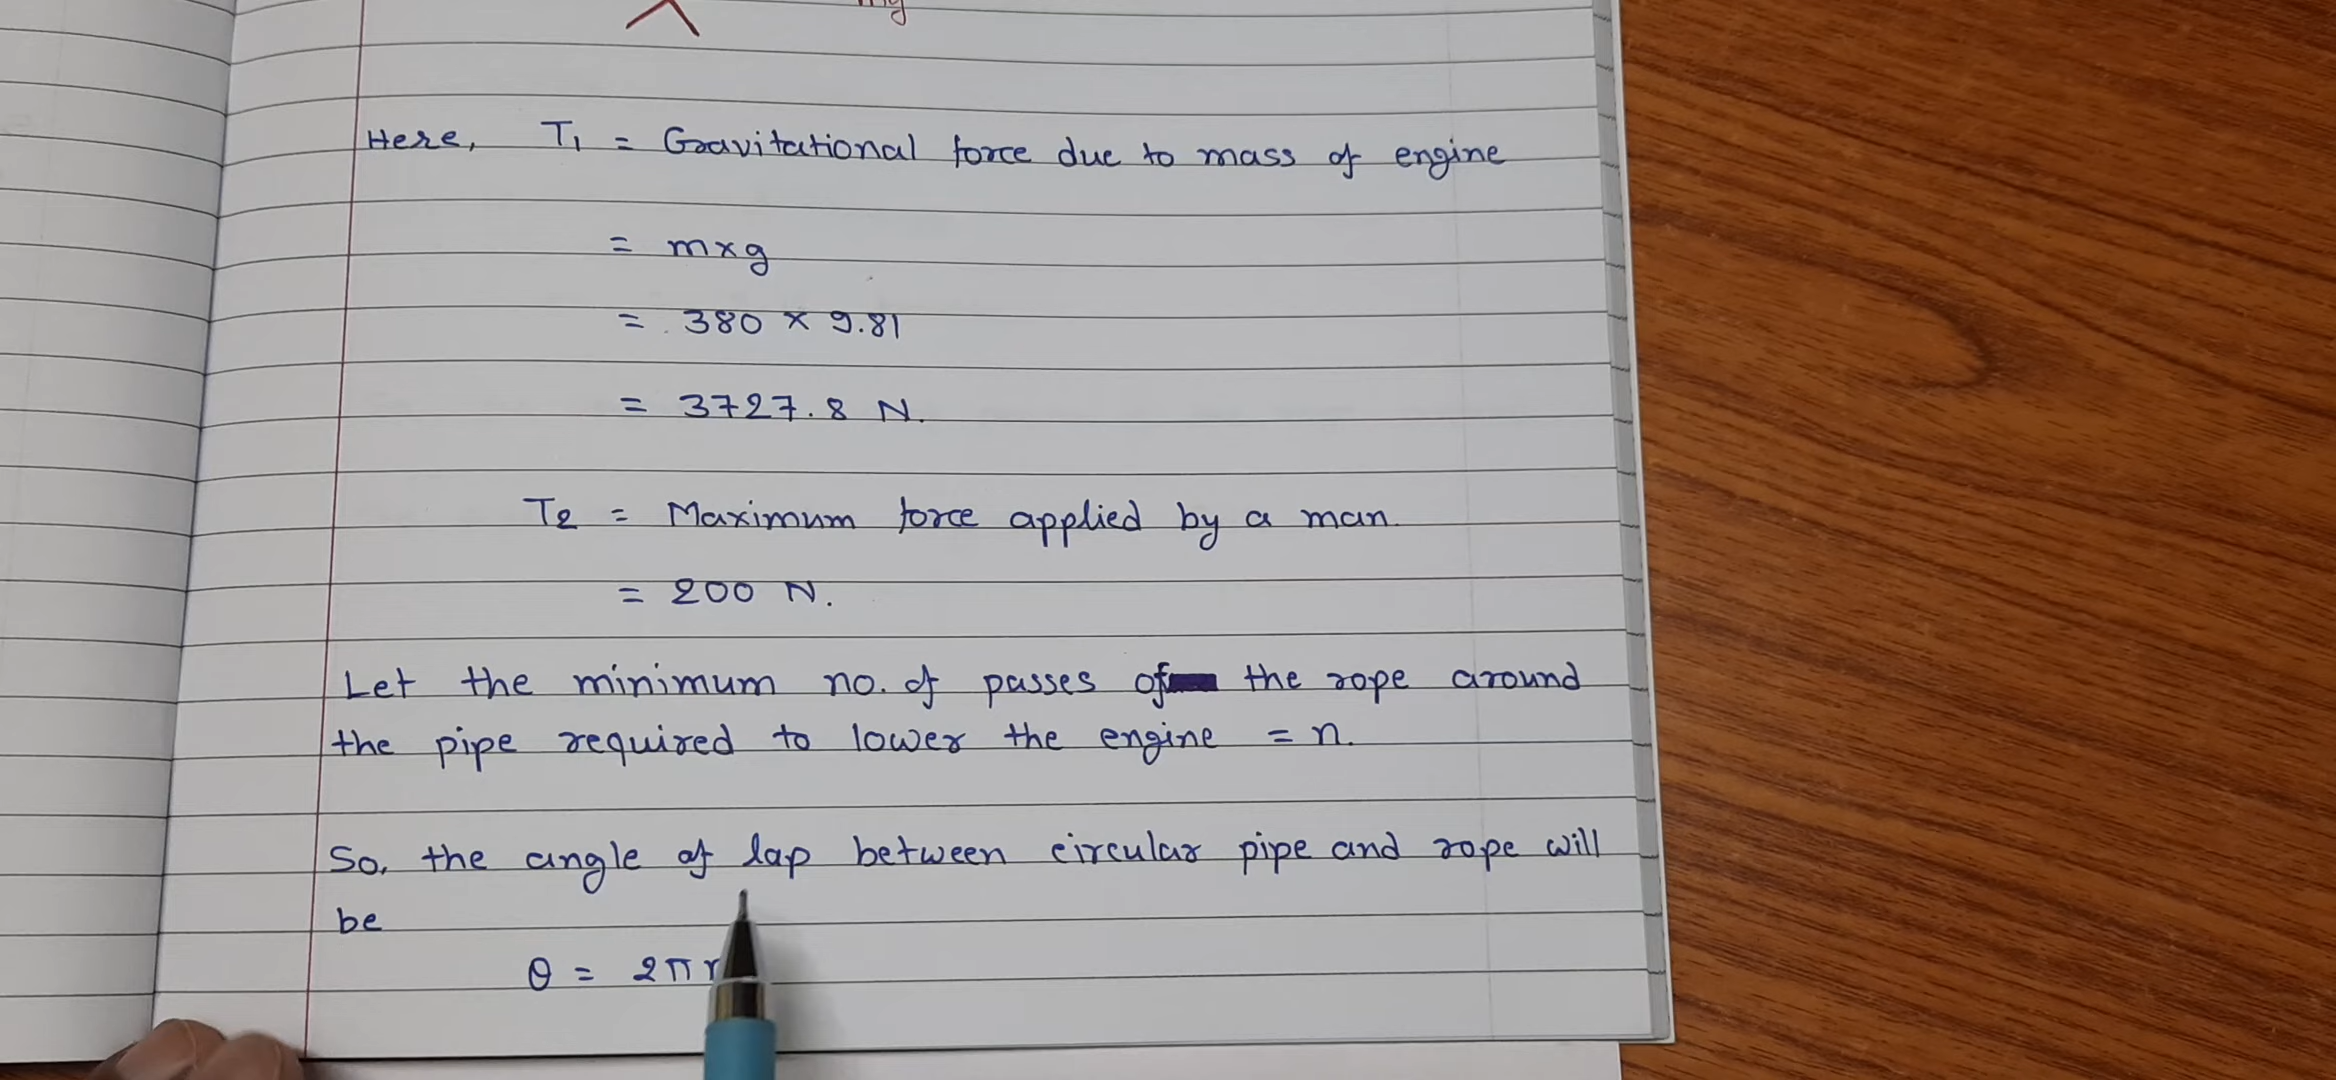 mg
Here, T1 = Gravitational force due to mass of engine
= m×g
= 380 × 9.81
= 3727.8 N.
T2 = Maximum force applied by a man.
= 200 N.
Let the minimum no. of passes of the rope around
the pipe required to lower the engine = n.
So, the angle of lap between circular pipe and rope will
be
θ = 2π